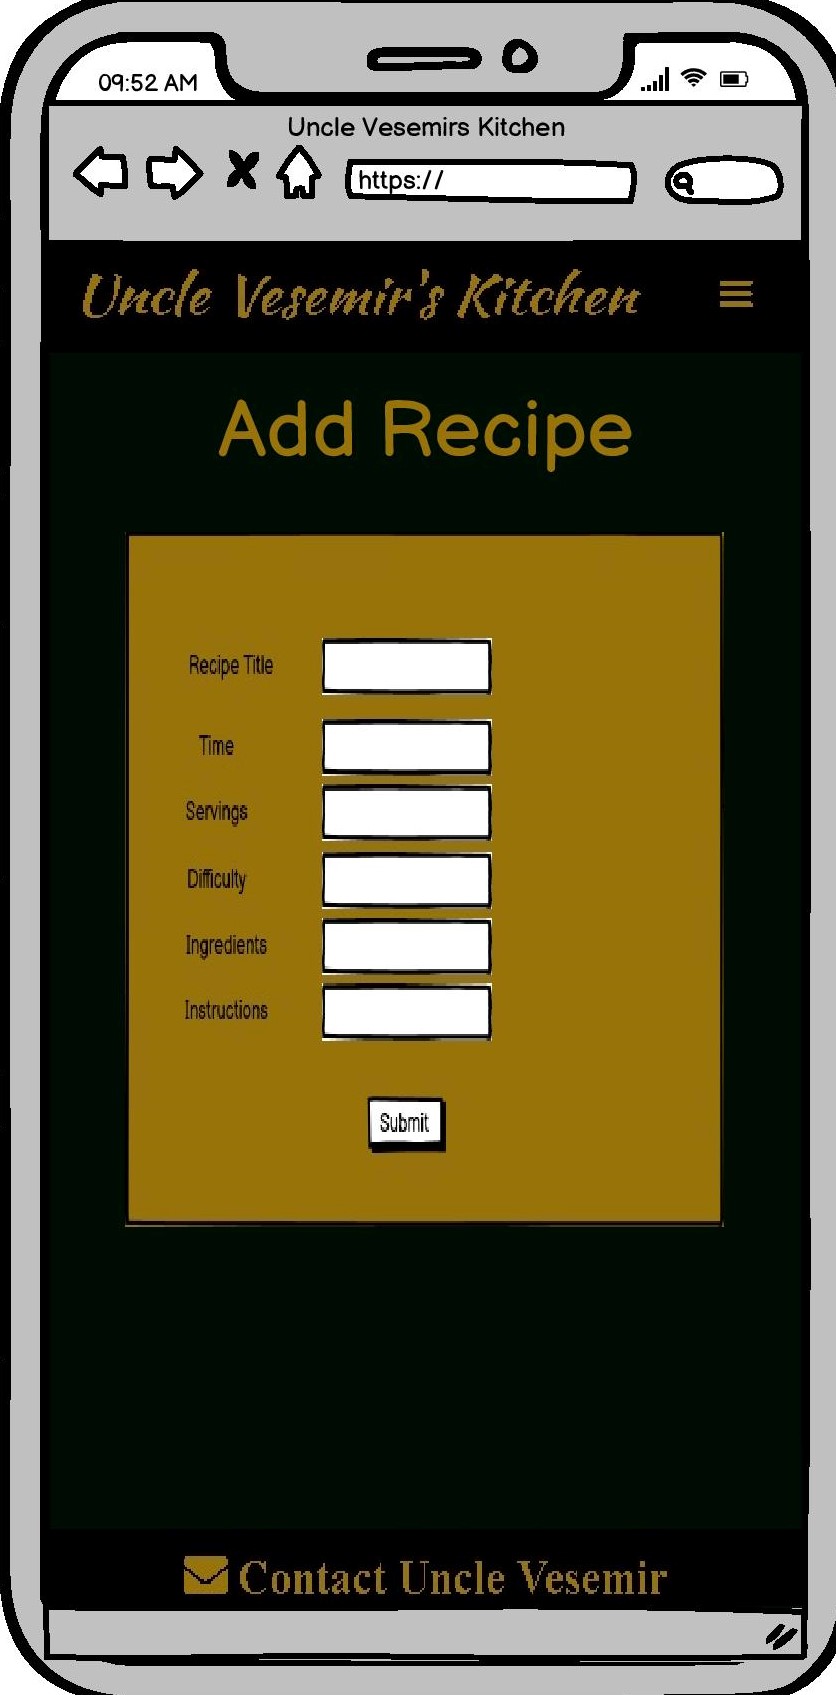 09:52 AM
Uncle Vesemirs Kitchen
https://
Uncle Vesemir's Kitchen
Add Recipe
Recipe Title
Time
Servings
Difficulty
Ingredients
Instructions
Submit
Contact Uncle Vesemir